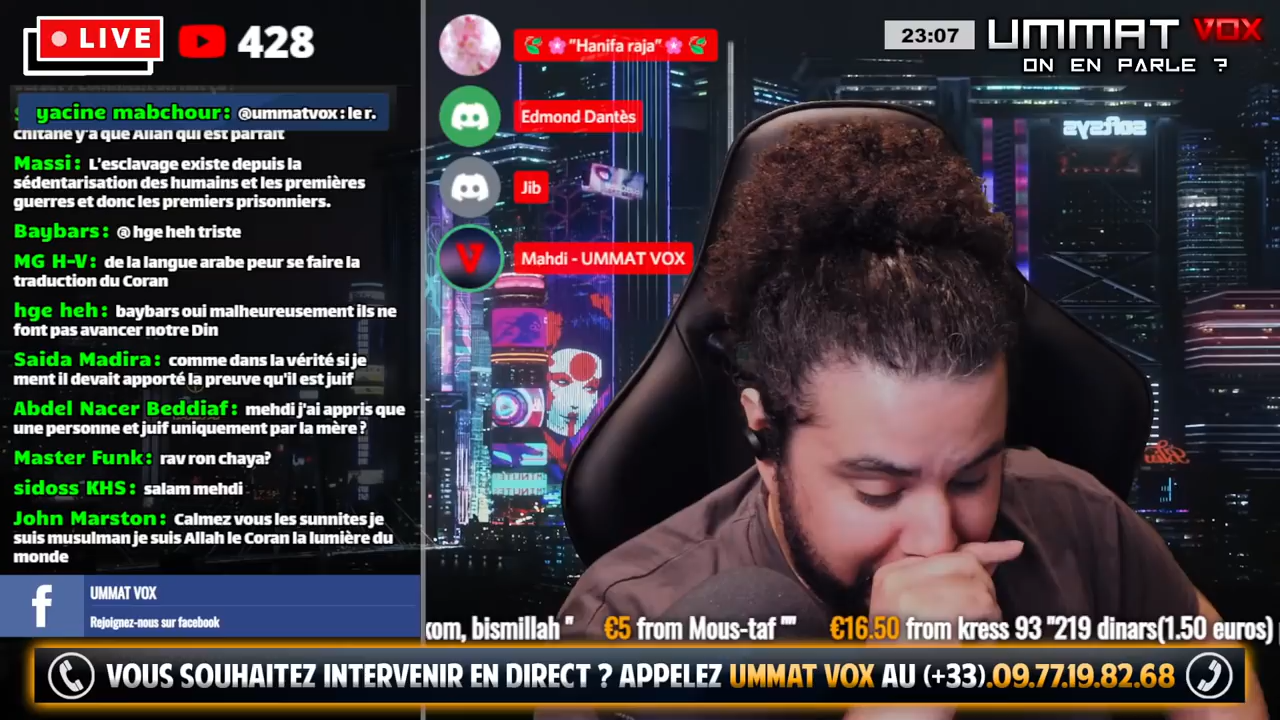 LIVE
428
yacine mabchour: @ummatvox : le r.
chitane y'a que Allah qui est parfait
Massi: L'esclavage existe depuis la
sédentarisation des humains et les premières
guerres et donc les premiers prisonniers.
Baybars: @ hge heh triste
MG H-V: de la langue arabe peur se faire la
traduction du Coran
hge heh: baybars oui malheureusement ils ne
font pas avancer notre Din
Saida Madira: comme dans la vérité si je
ment il devait apporté la preuve qu'il est juif
Abdel Nacer Beddiaf: mehdi j'ai appris que
une personne et juif uniquement par la mère ?
Master Funk: rav ron chaya?
sidoss KHS: salam mehdi
John Marston: Calmez vous les sunnites je
suis musulman je suis Allah le Coran la lumière du
monde
UMMAT VOX
Rejoignez-nous sur facebook
"Hanifa raja"
Edmond Dantès
Jib
Mahdi - UMMAT VOX
23:07
UMMAT VOX
ON EN PARLE ?
kom, bismillah " €5 from Mous-taf "" €16.50 from kress 93 "219 dinars(1.50 euros)
VOUS SOUHAITEZ INTERVENIR EN DIRECT ? APPELEZ UMMAT VOX AU (+33).09.77.19.82.68